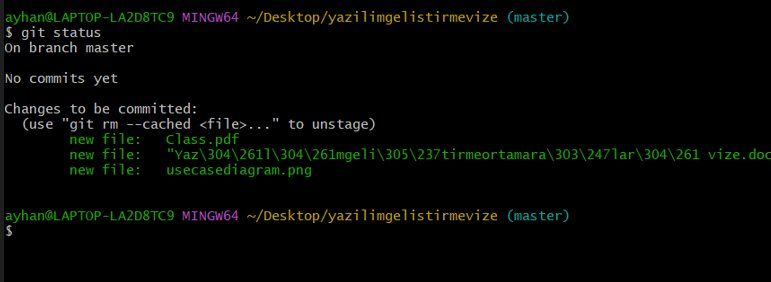 ayhan@LAPTOP-LA2D8TC9 MINGW64 ~/Desktop/yazilimgelistirmevize (master)
$ git status
On branch master
No commits yet
Changes to be committed:
(use "git rm --cached <file>..." to unstage)
new file: Class.pdf
new file: "Yaz\304\261l\304\261mgeli\305\237tirmeortamara\303\247lar\304\261 vize.doc
new file: usecasediagram.png
ayhan@LAPTOP-LA2D8TC9 MINGW64 ~/Desktop/yazilimgelistirmevize (master)
$